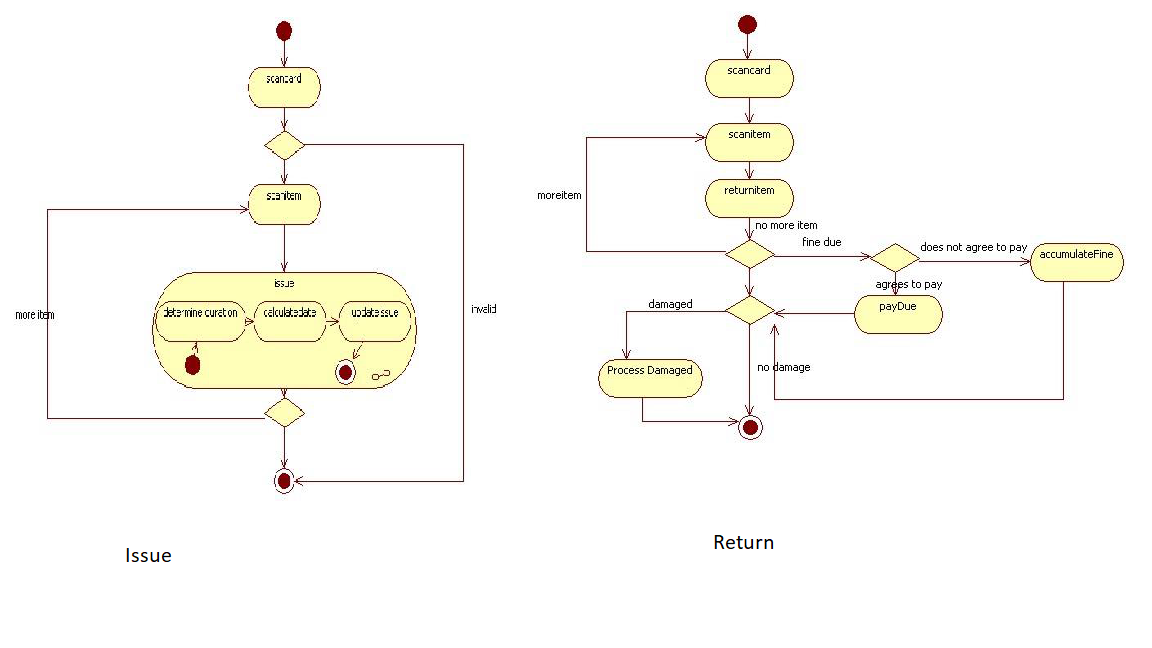 scancard
scanitem
issue
determine duration
calculatedate
updateissue
more item
invalid
Issue
scancard
scanitem
returnitem
moreitem
no more item
fine due
does not agree to pay
accumulateFine
agrees to pay
payDue
damaged
no damage
Process Damaged
Return